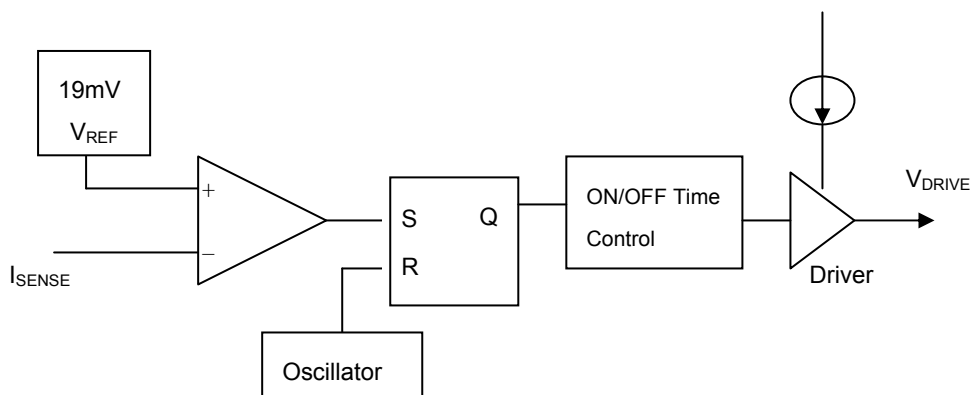 19mV
VREF
+
−
ISENSE
S
R
Q
Oscillator
ON/OFF Time
Control
Driver
VDRIVE